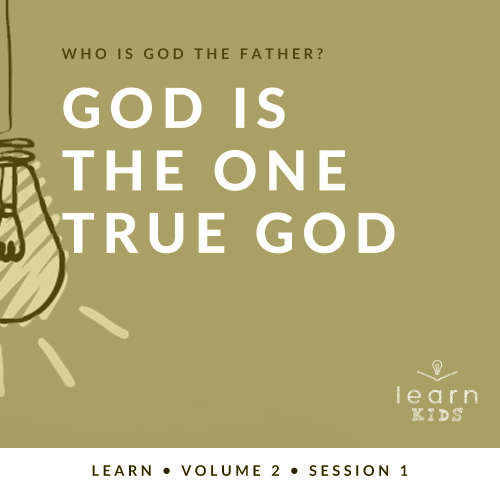 WHO IS GOD THE FATHER?
GOD IS
THE ONE
TRUE GOD
learn
KIDS
LEARN • VOLUME 2 • SESSION 1